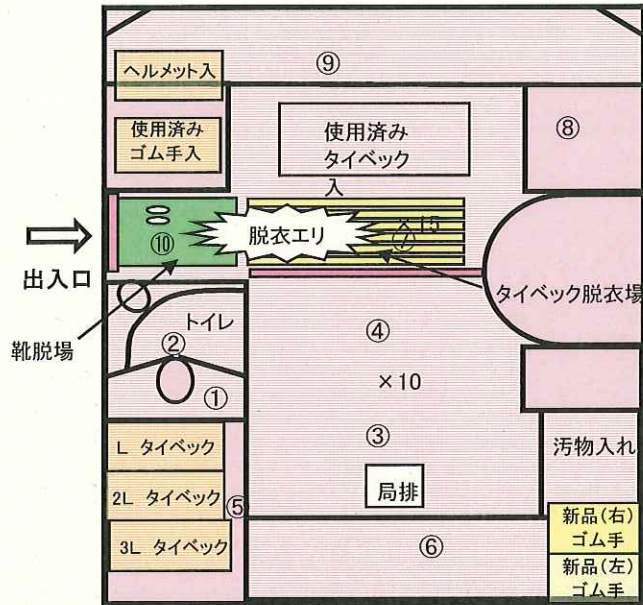 ⑨
ヘルメット入
使用済み
ゴム手入
使用済み
タイベック
入
⑧
×15
⑦
脱衣エリ
⑩
出入口
タイベック脱衣場
靴脱場
トイレ
②
①
④
×10
③
局排
汚物入れ
L タイベック
2L タイベック
3L タイベック
⑤
⑥
新品(右)
ゴム手
新品(左)
ゴム手